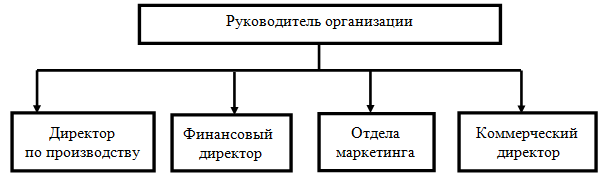 Руководитель организации
Директор
по производству
Финансовый
директор
Отдела
маркетинга
Коммерческий
директор